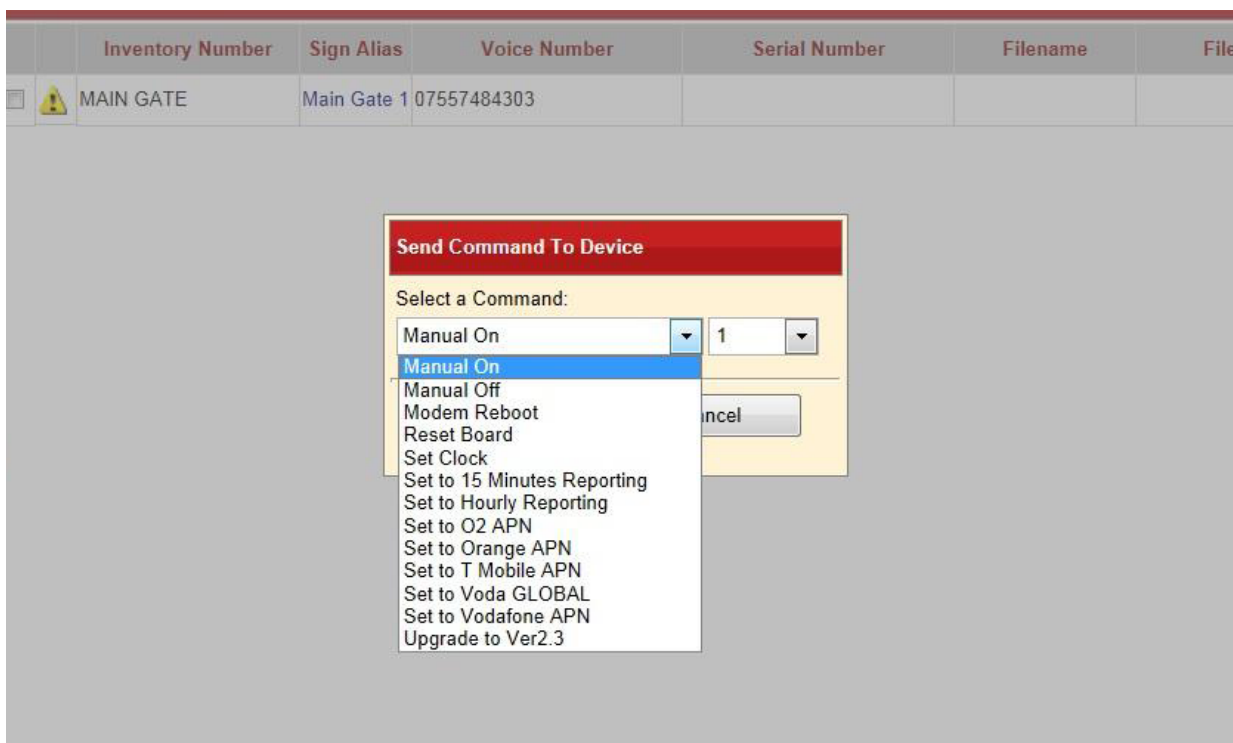 Inventory Number Sign Alias Voice Number Serial Number Filename File
MAIN GATE Main Gate 1 07557484303
Send Command To Device
Select a Command:
Manual On 1
Manual On
Manual Off
Modem Reboot
ncel
Reset Board
Set Clock
Set to 15 Minutes Reporting
Set to Hourly Reporting
Set to O2 APN
Set to Orange APN
Set to T Mobile APN
Set to Voda GLOBAL
Set to Vodafone APN
Upgrade to Ver2.3